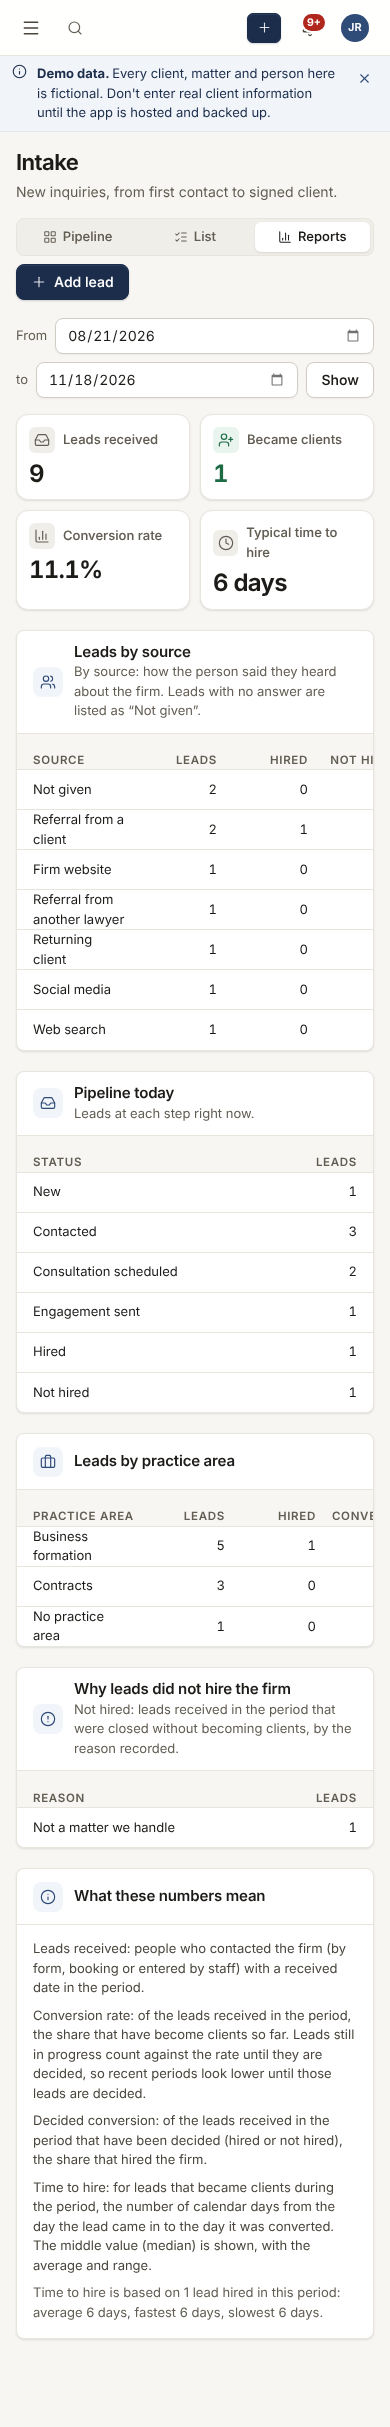 9+
JR
Demo data. Every client, matter and person here
is fictional. Don't enter real client information
until the app is hosted and backed up.
Intake
New inquiries, from first contact to signed client.
Pipeline List Reports
Add lead
From 08/21/2026
to 11/18/2026 Show
Leads received
9
Became clients
1
Conversion rate
11.1%
Typical time to
hire
6 days
Leads by source
By source: how the person said they heard
about the firm. Leads with no answer are
listed as “Not given”.
SOURCE LEADS HIRED NOT HI
Not given 2 0
Referral from a
client 2 1
Firm website 1 0
Referral from
another lawyer 1 0
Returning
client 1 0
Social media 1 0
Web search 1 0
Pipeline today
Leads at each step right now.
STATUS LEADS
New 1
Contacted 3
Consultation scheduled 2
Engagement sent 1
Hired 1
Not hired 1
Leads by practice area
PRACTICE AREA LEADS HIRED CONVE
Business
formation 5 1
Contracts 3 0
No practice
area 1 0
Why leads did not hire the firm
Not hired: leads received in the period that
were closed without becoming clients, by the
reason recorded.
REASON LEADS
Not a matter we handle 1
What these numbers mean
Leads received: people who contacted the firm (by
form, booking or entered by staff) with a received
date in the period.
Conversion rate: of the leads received in the period,
the share that have become clients so far. Leads still
in progress count against the rate until they are
decided, so recent periods look lower until those
leads are decided.
Decided conversion: of the leads received in the
period that have been decided (hired or not hired),
the share that hired the firm.
Time to hire: for leads that became clients during
the period, the number of calendar days from the
day the lead came in to the day it was converted.
The middle value (median) is shown, with the
average and range.
Time to hire is based on 1 lead hired in this period:
average 6 days, fastest 6 days, slowest 6 days.